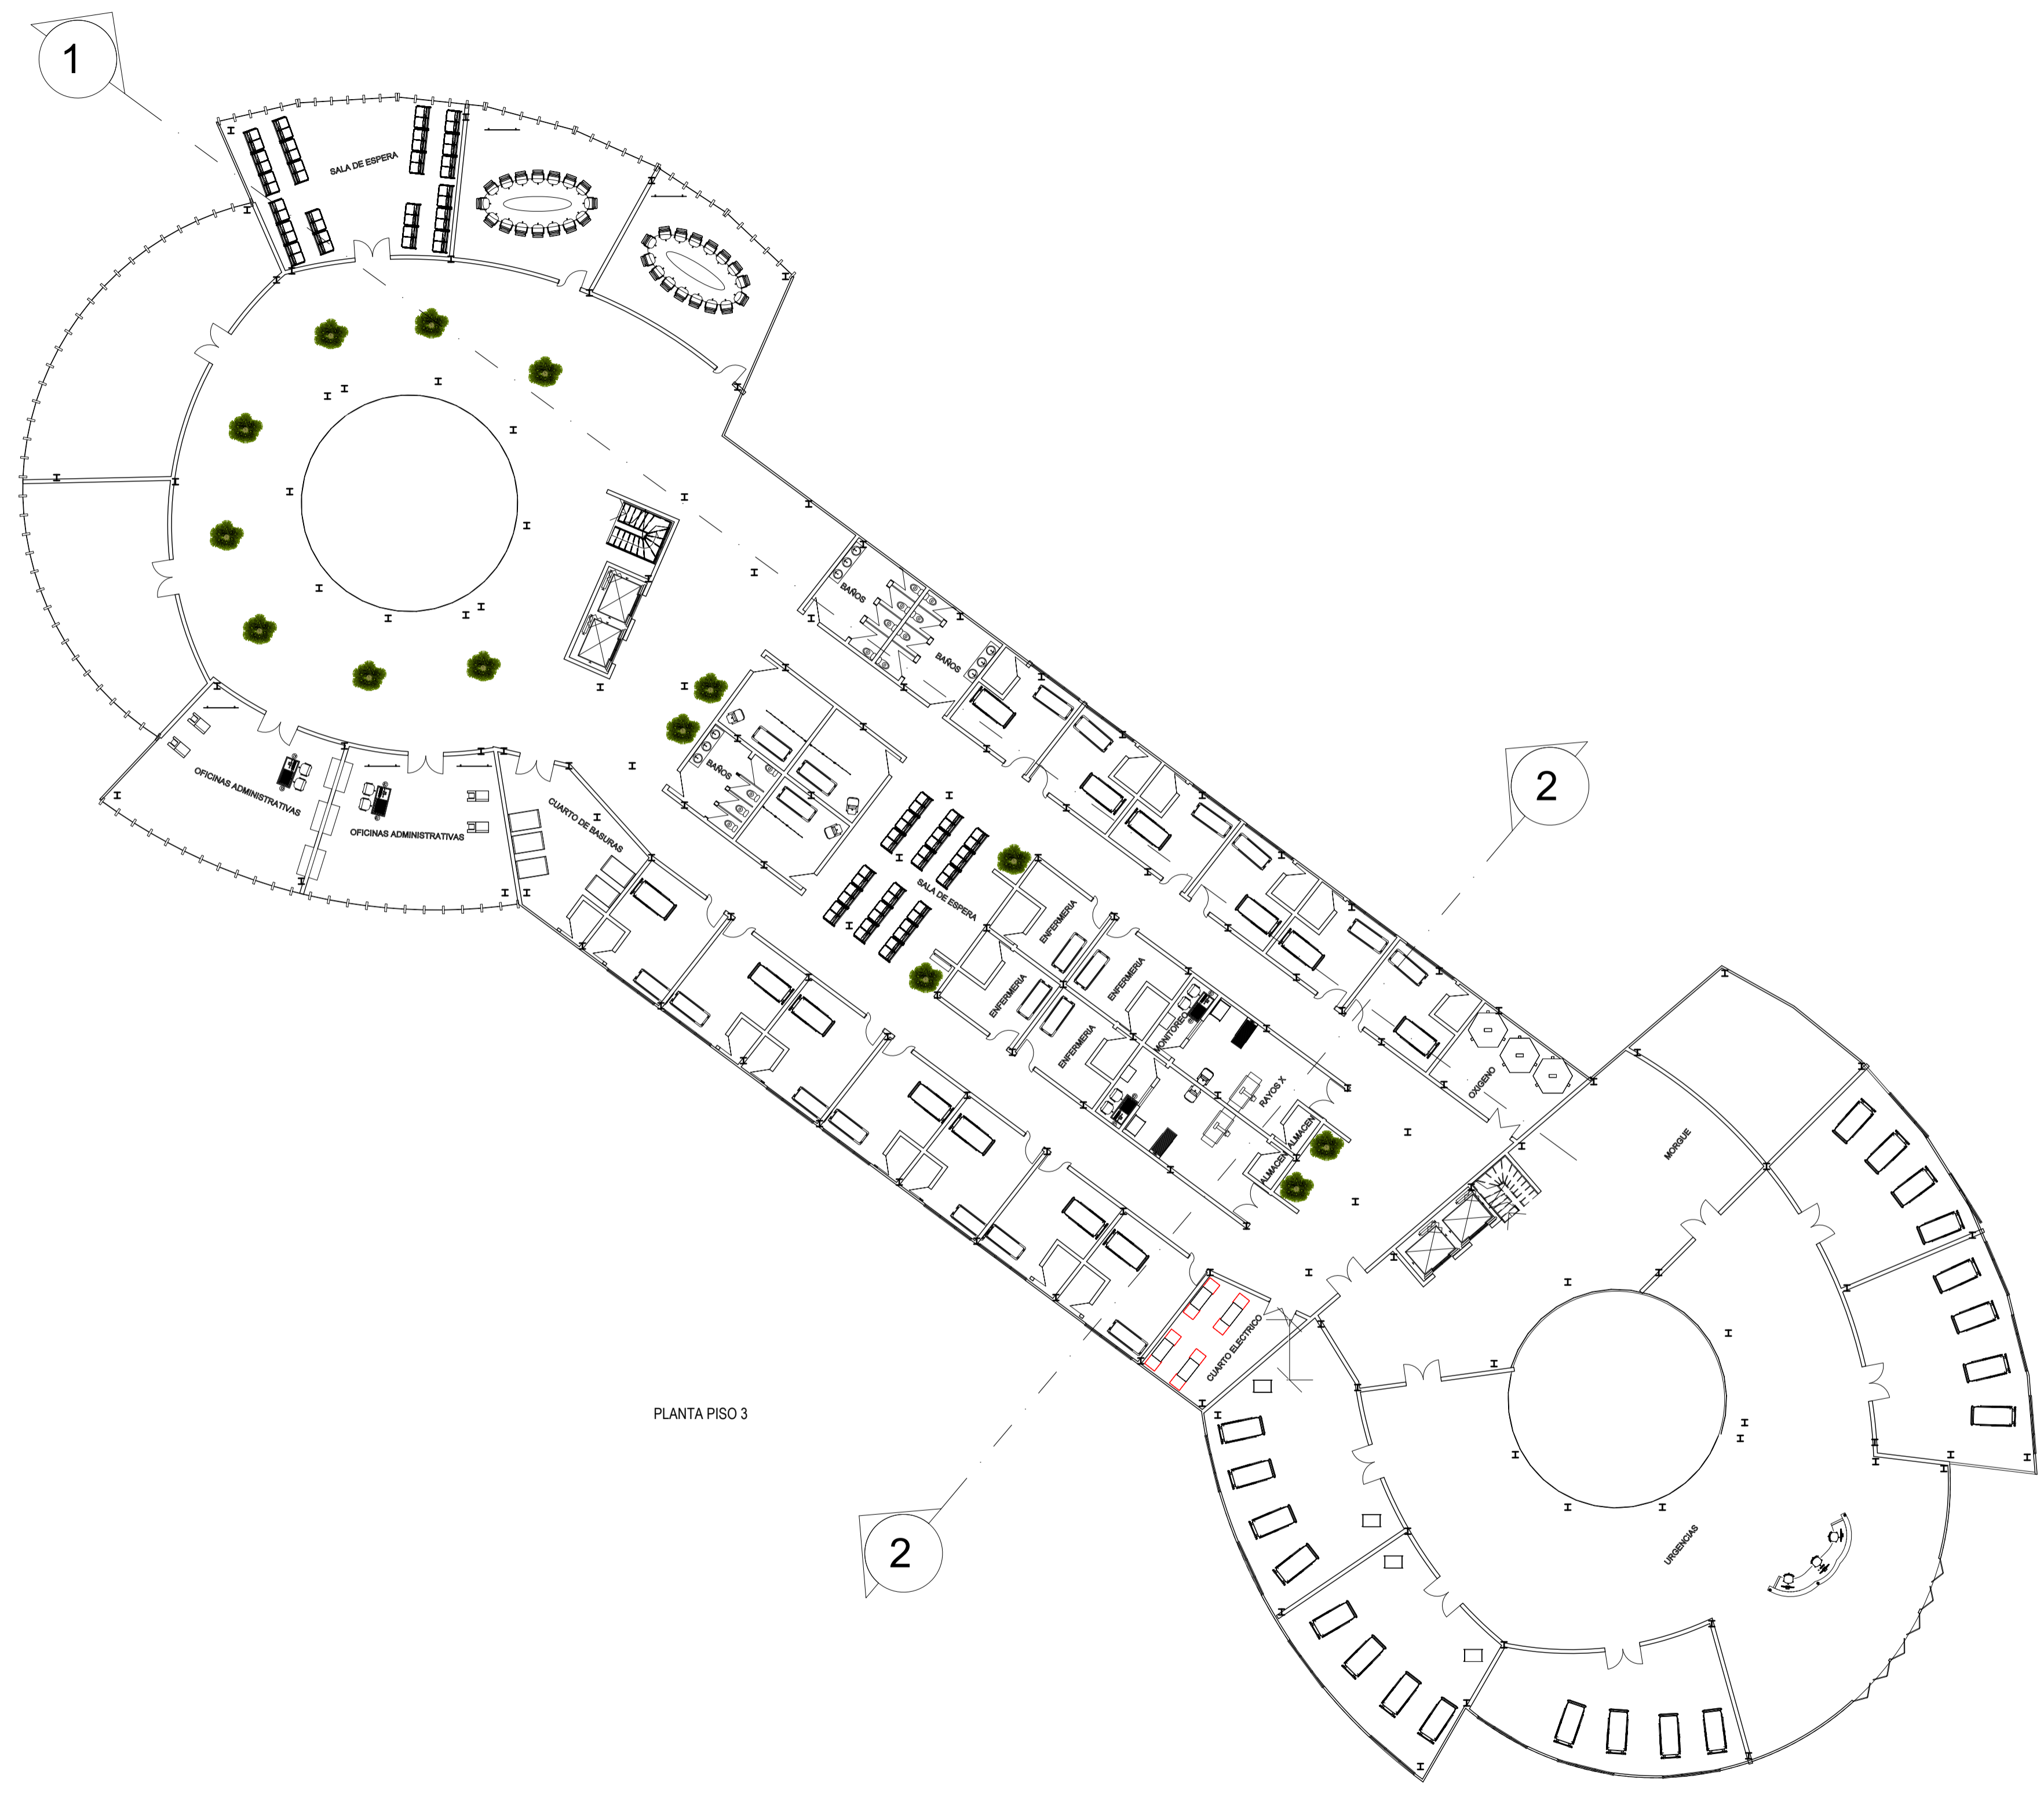 1
SALA DE ESPERA
BAÑOS
BAÑOS
OFICINAS ADMINISTRATIVAS
OFICINAS ADMINISTRATIVAS
CUARTO DE BASURAS
BAÑOS
2
SALA DE ESPERA
ENFERMERIA
ENFERMERIA
ENFERMERIA
ENFERMERIA
MONITOREO
RAYOS X
OXIGENO
ALMACEN
ALMACEN
MORGUE
CUARTO ELECTRICO
PLANTA PISO 3
2
URGENCIAS